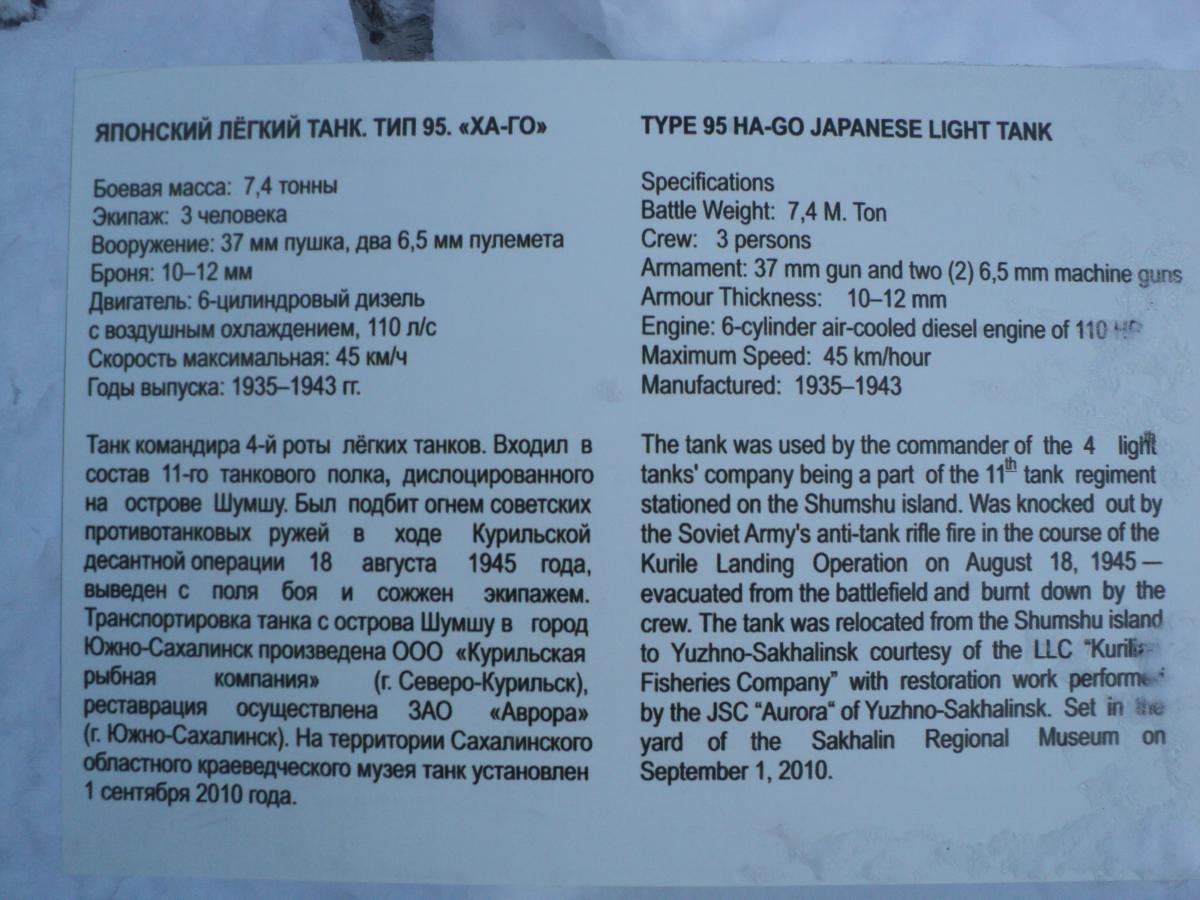 ЯПОНСКИЙ ЛЁГКИЙ ТАНК. ТИП 95. «ХА-ГО»
Боевая масса: 7,4 тонны
Экипаж: 3 человека
Вооружение: 37 мм пушка, два 6,5 мм пулемета
Броня: 10–12 мм
Двигатель: 6-цилиндровый дизель
с воздушным охлаждением, 110 л/с
Скорость максимальная: 45 км/ч
Годы выпуска: 1935–1943 гг.
Танк командира 4-й роты лёгких танков. Входил в
состав 11-го танкового полка, дислоцированного
на острове Шумшу. Был подбит огнем советских
противотанковых ружей в ходе Курильской
десантной операции 18 августа 1945 года,
выведен с поля боя и сожжен экипажем.
Транспортировка танка с острова Шумшу в город
Южно-Сахалинск произведена ООО «Курильская
рыбная компания» (г. Северо-Курильск),
реставрация осуществлена ЗАО «Аврора»
(г. Южно-Сахалинск). На территории Сахалинского
областного краеведческого музея танк установлен
1 сентября 2010 года.
TYPE 95 HA-GO JAPANESE LIGHT TANK
Specifications
Battle Weight: 7,4 M. Ton
Crew: 3 persons
Armament: 37 mm gun and two (2) 6,5 mm machine guns
Armour Thickness: 10–12 mm
Engine: 6-cylinder air-cooled diesel engine of 110 HP
Maximum Speed: 45 km/hour
Manufactured: 1935–1943
The tank was used by the commander of the 4 light
tanks' company being a part of the 11th tank regiment
stationed on the Shumshu island. Was knocked out by
the Soviet Army's anti-tank rifle fire in the course of the
Kurile Landing Operation on August 18, 1945 —
evacuated from the battlefield and burnt down by the
crew. The tank was relocated from the Shumshu island
to Yuzhno-Sakhalinsk courtesy of the LLC "
Fisheries Company" with restoration work performed
by the JSC "Aurora" of Yuzhno-Sakhalinsk. Set in the
yard of the Sakhalin Regional Museum on
September 1, 2010.